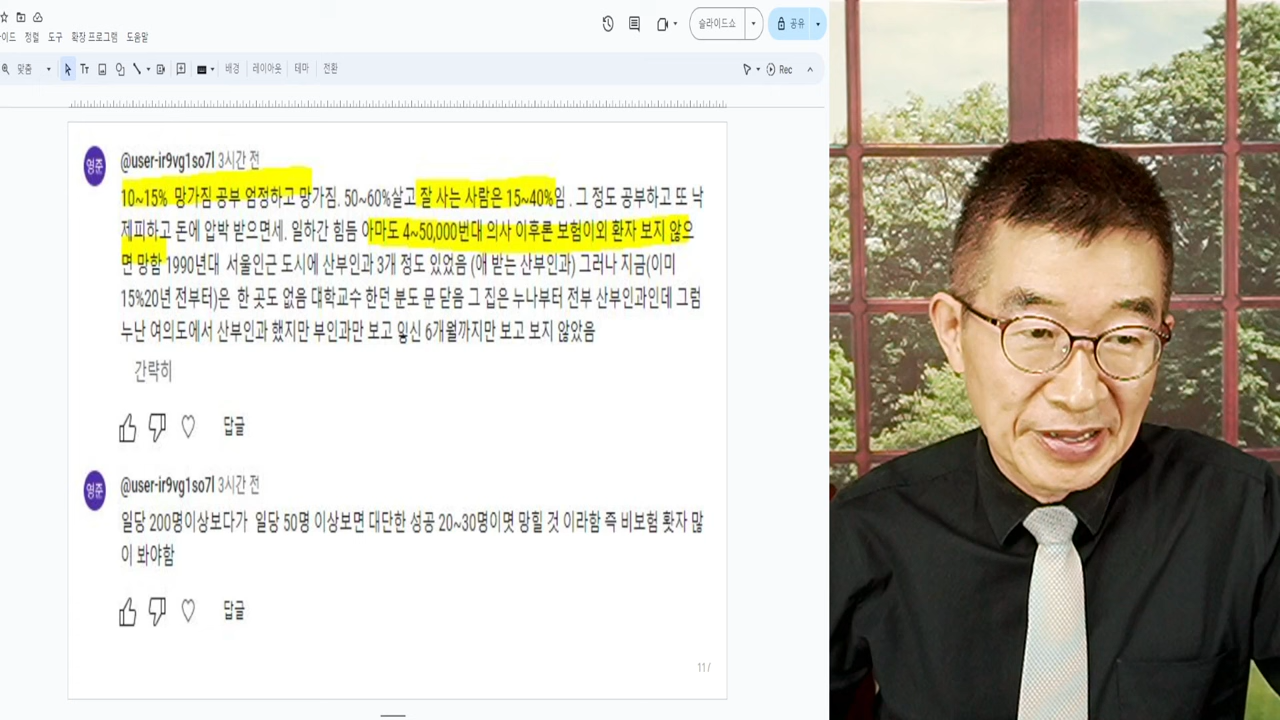 이드 정렬 도구 확장 프로그램 도움말
슬라이드쇼
공유
맞춤
배경 레이아웃 테마 전환
Rec
영준
@user-ir9vg1so7l 3시간 전
10~15% 망가짐 공부 엄정하고 망가짐. 50~60%살고 잘 사는 사람은 15~40%임 . 그 정도 공부하고 또 낙
제피하고 돈에 압박 받으면세. 일하간 힘듬 아마도 4~50,000번대 의사 이후론 보험이외 환자 보지 않으
면 망함 1990년대 서울인근 도시에 산부인과 3개 정도 있었음 (애 받는 산부인과) 그러나 지금(이미
15%20년 전부터)은 한 곳도 없음 대학교수 한던 분도 문 닫음 그 집은 누나부터 전부 산부인과인데 그럼
누난 여의도에서 산부인과 했지만 부인과만 보고 잏신 6개월까지만 보고 보지 않았음
간략히
답글
영준
@user-ir9vg1so7l 3시간 전
일당 200명이상보다가 일당 50명 이상보면 대단한 성공 20~30명이몃 망힐 것 이라함 즉 비보험 홪자 많
이 봐야함
답글
11/